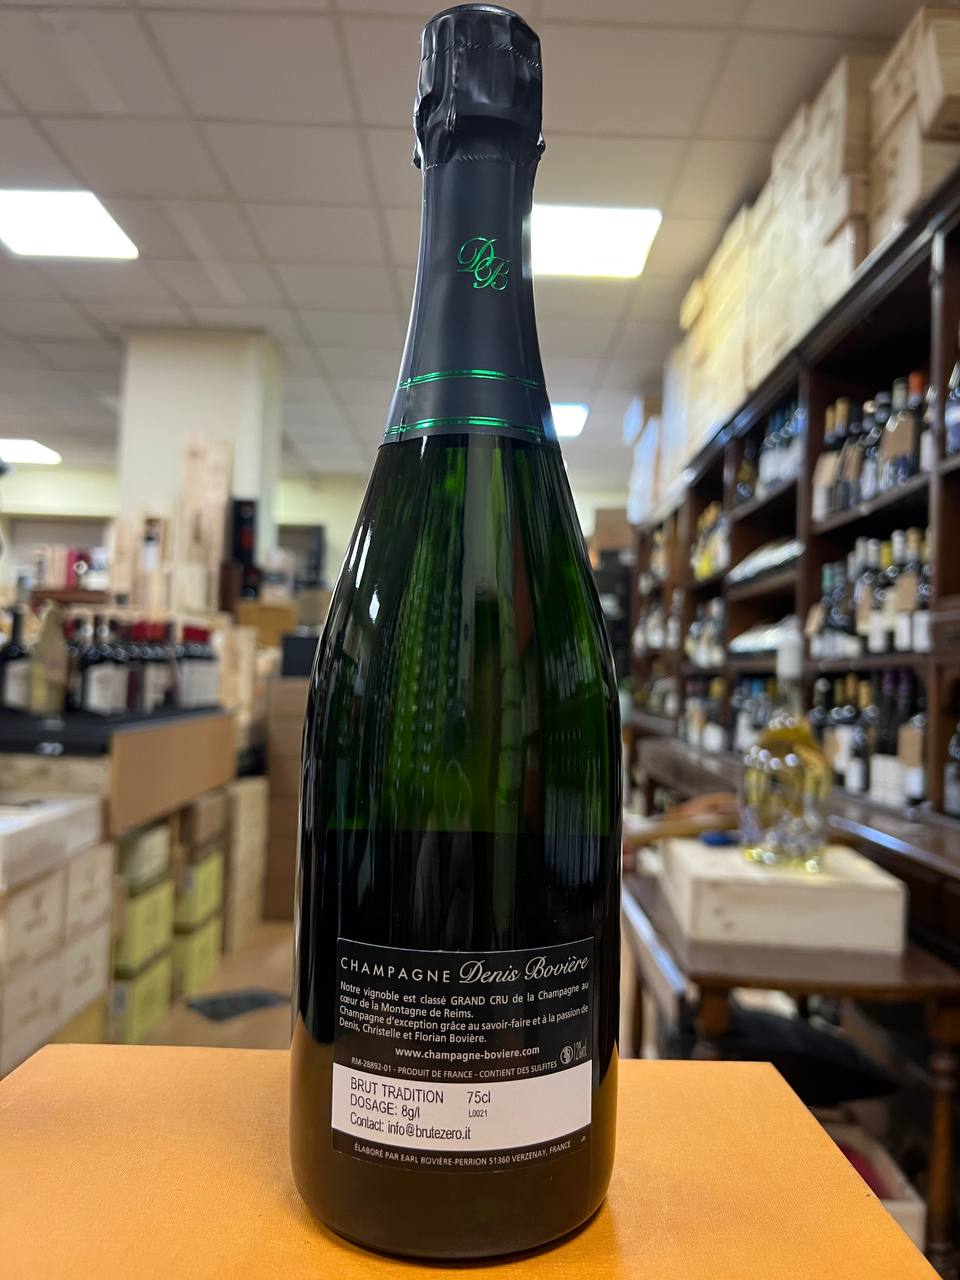 DB
CHAMPAGNE Denis Bovière
Notre vignoble est classé GRAND CRU de la Champagne au
cœur de la Montagne de Reims.
Champagne d'exception grâce au savoir-faire et à la passion de
Denis, Christelle et Florian Bovière.
www.champagne-boviere.com
RM-28892-01 - PRODUIT DE FRANCE - CONTIENT DES SULFITES
BRUT TRADITION 75cl
DOSAGE: 8g/l L0021
Contact: info@brutezero.it
ÉLABORÉ PAR EARL BOVIÈRE-PERRION 51360 VERZENAY, FRANCE